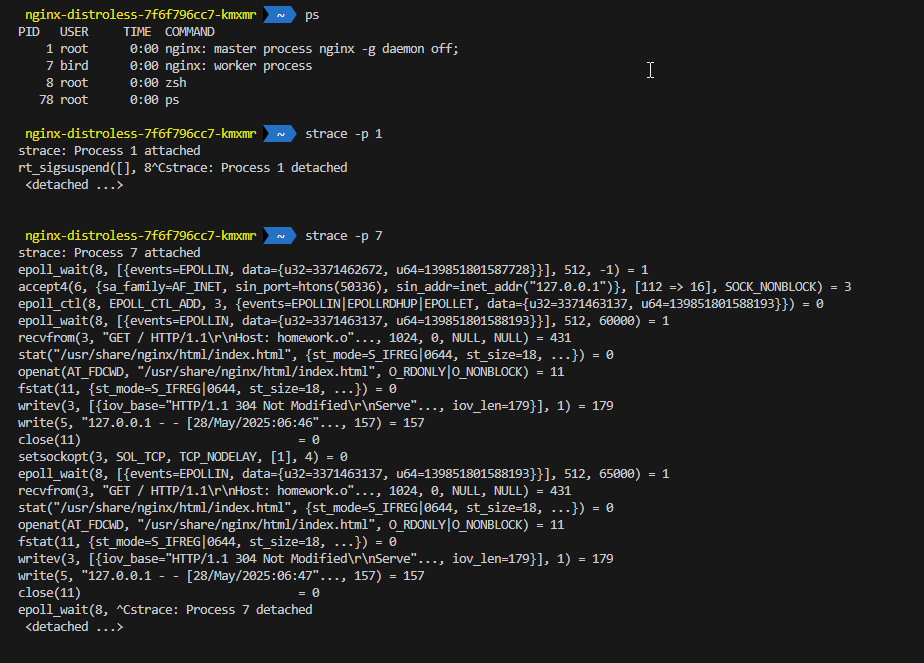 nginx-distroless-7f6f796cc7-kmxmr ~ ps
PID USER TIME COMMAND
1 root 0:00 nginx: master process nginx -g daemon off;
7 bird 0:00 nginx: worker process
8 root 0:00 zsh
78 root 0:00 ps
nginx-distroless-7f6f796cc7-kmxmr ~ strace -p 1
strace: Process 1 attached
rt_sigsuspend([], 8^Cstrace: Process 1 detached
<detached ...>
nginx-distroless-7f6f796cc7-kmxmr ~ strace -p 7
strace: Process 7 attached
epoll_wait(8, [{events=EPOLLIN, data={u32=3371462672, u64=139851801587728}}], 512, -1) = 1
accept4(6, {sa_family=AF_INET, sin_port=htons(50336), sin_addr=inet_addr("127.0.0.1")}, [112 => 16], SOCK_NONBLOCK) = 3
epoll_ctl(8, EPOLL_CTL_ADD, 3, {events=EPOLLIN|EPOLLRDHUP|EPOLLET, data={u32=3371463137, u64=139851801588193}}) = 0
epoll_wait(8, [{events=EPOLLIN, data={u32=3371463137, u64=139851801588193}}], 512, 60000) = 1
recvfrom(3, "GET / HTTP/1.1\r\nHost: homework.o"..., 1024, 0, NULL, NULL) = 431
stat("/usr/share/nginx/html/index.html", {st_mode=S_IFREG|0644, st_size=18, ...}) = 0
openat(AT_FDCWD, "/usr/share/nginx/html/index.html", O_RDONLY|O_NONBLOCK) = 11
fstat(11, {st_mode=S_IFREG|0644, st_size=18, ...}) = 0
writev(3, [{iov_base="HTTP/1.1 304 Not Modified\r\nServe"..., iov_len=179}], 1) = 179
write(5, "127.0.0.1 - - [28/May/2025:06:46"..., 157) = 157
close(11) = 0
setsockopt(3, SOL_TCP, TCP_NODELAY, [1], 4) = 0
epoll_wait(8, [{events=EPOLLIN, data={u32=3371463137, u64=139851801588193}}], 512, 65000) = 1
recvfrom(3, "GET / HTTP/1.1\r\nHost: homework.o"..., 1024, 0, NULL, NULL) = 431
stat("/usr/share/nginx/html/index.html", {st_mode=S_IFREG|0644, st_size=18, ...}) = 0
openat(AT_FDCWD, "/usr/share/nginx/html/index.html", O_RDONLY|O_NONBLOCK) = 11
fstat(11, {st_mode=S_IFREG|0644, st_size=18, ...}) = 0
writev(3, [{iov_base="HTTP/1.1 304 Not Modified\r\nServe"..., iov_len=179}], 1) = 179
write(5, "127.0.0.1 - - [28/May/2025:06:47"..., 157) = 157
close(11) = 0
epoll_wait(8, ^Cstrace: Process 7 detached
<detached ...>